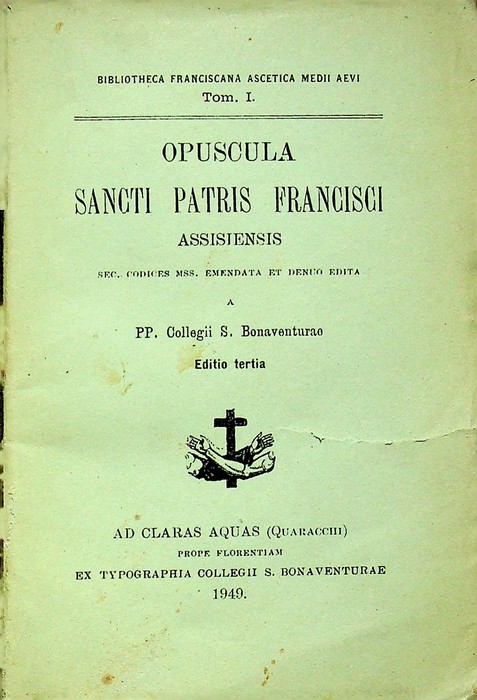 BIBLIOTHECA FRANCISCANA ASCETICA MEDII AEVI
Tom. I.
OPUSCULA
SANCTI PATRIS FRANCISCI
ASSISIENSIS
SEC. CODICES MSS. EMENDATA ET DENUO EDITA
A
PP. Collegii S. Bonaventurae
Editio tertia
AD CLARAS AQUAS (QUARACCHI)
PROPE FLORENTIAM
EX TYPOGRAPHIA COLLEGII S. BONAVENTURAE
1949.